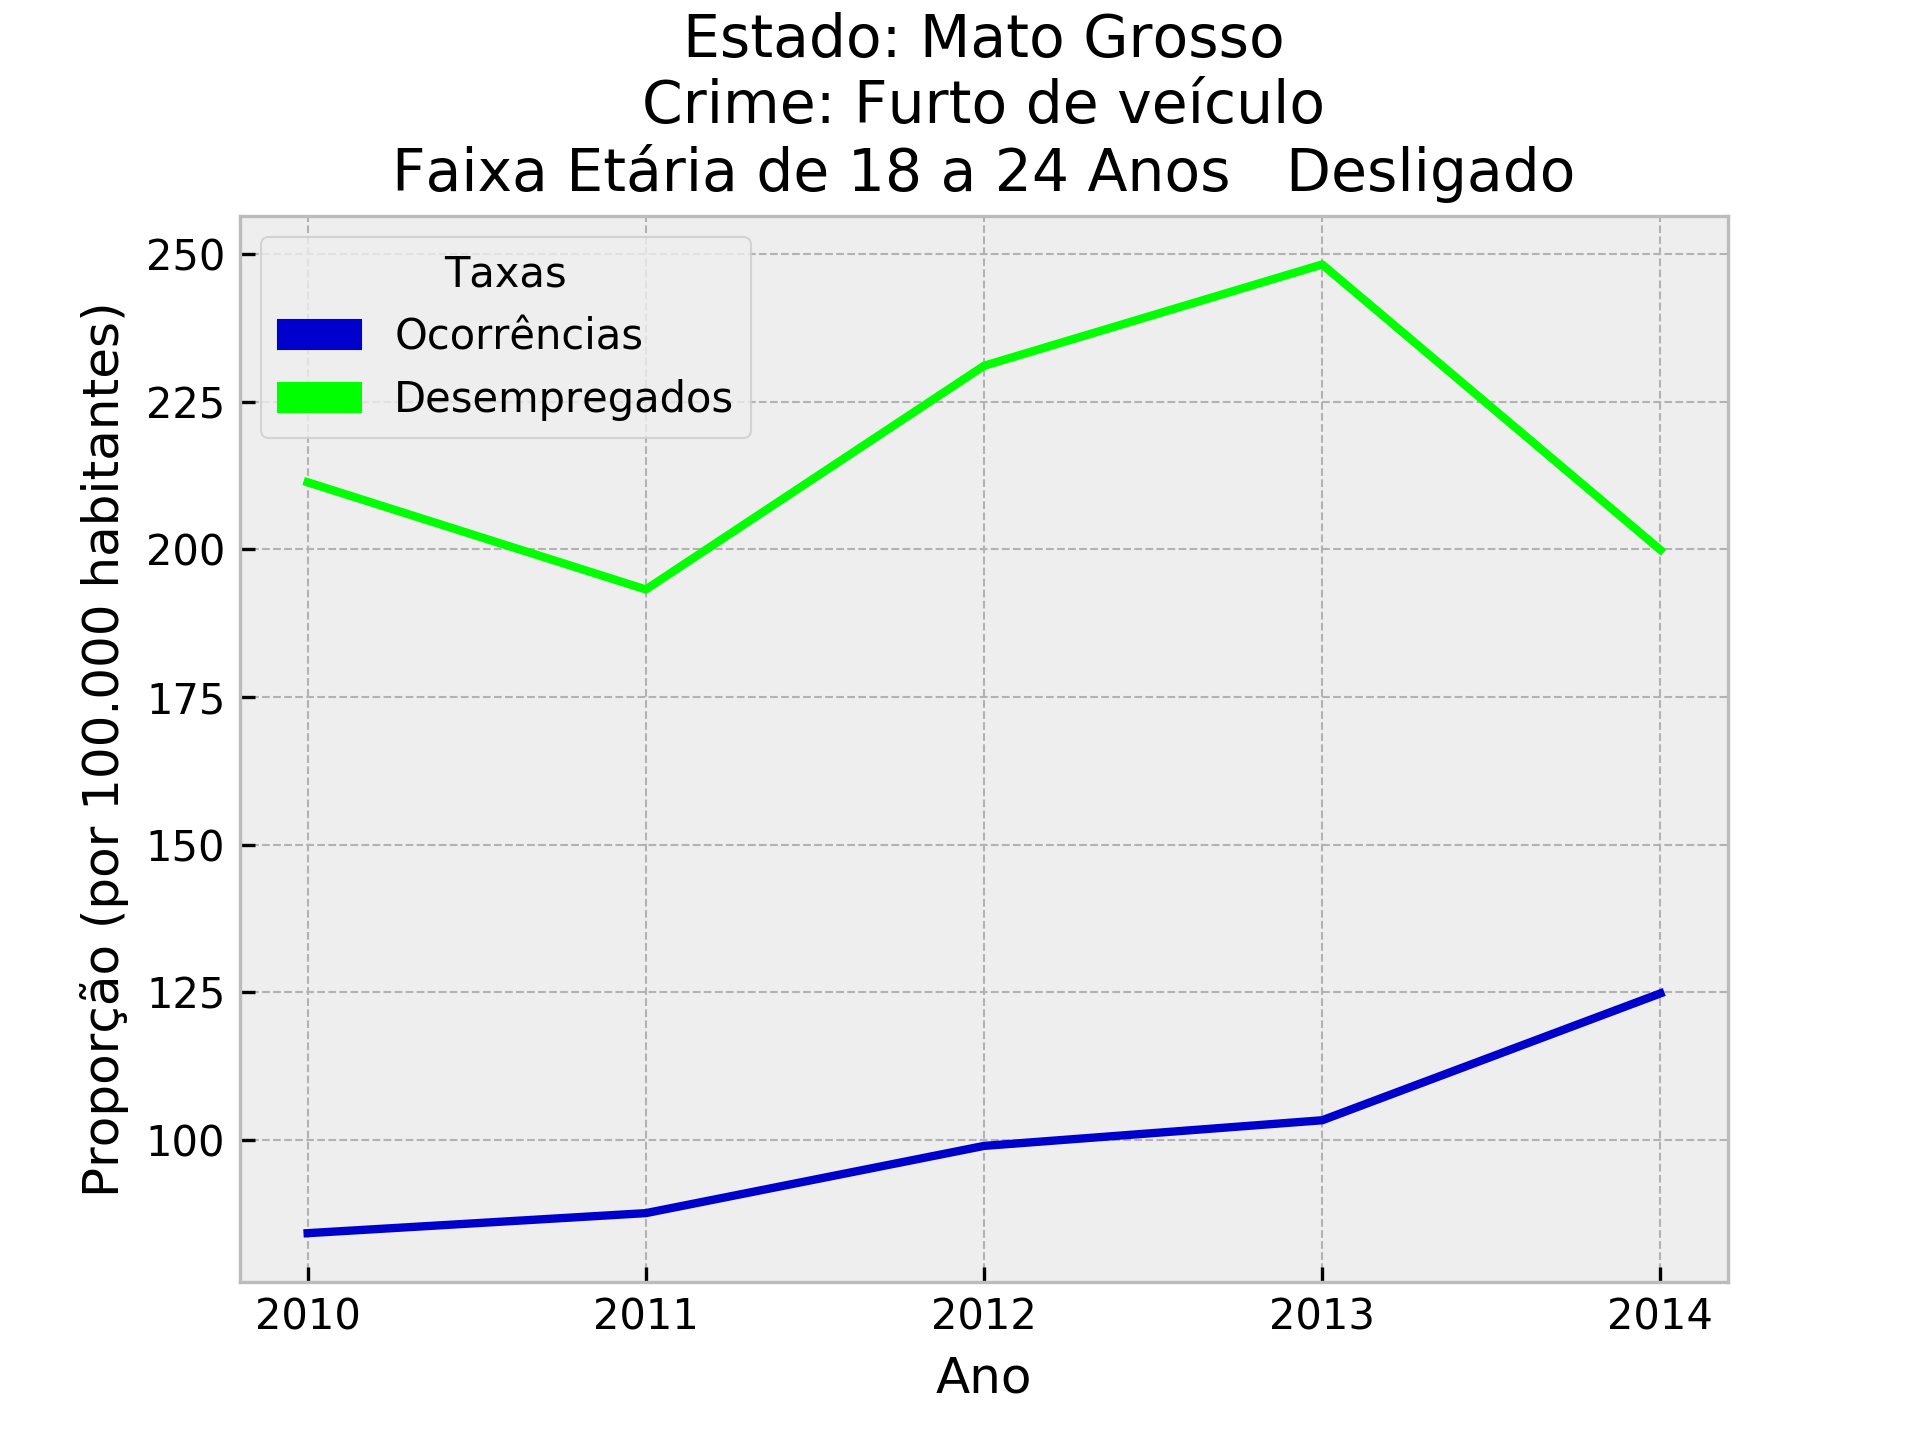 Estado: Mato Grosso
Crime: Furto de veículo
Faixa Etária de 18 a 24 Anos   Desligado
Proporção (por 100.000 habitantes)
250
225
200
175
150
125
100
Taxas
Ocorrências
Desempregados
2010 2011 2012 2013 2014
Ano